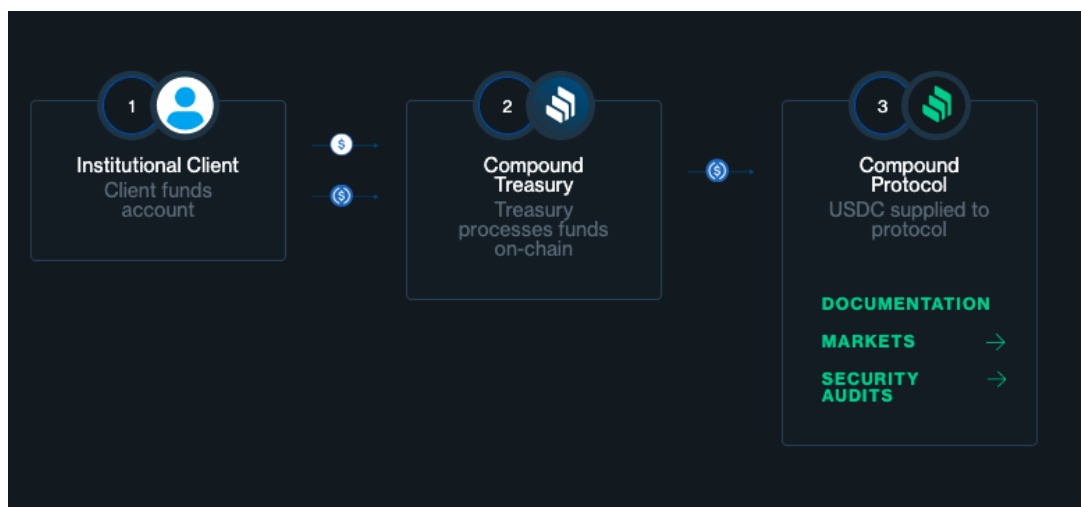 1
Institutional Client
Client funds
account
$
$
2
Compound
Treasury
Treasury
processes funds
on-chain
$
3
Compound
Protocol
USDC supplied to
protocol
DOCUMENTATION
MARKETS →
SECURITY →
AUDITS